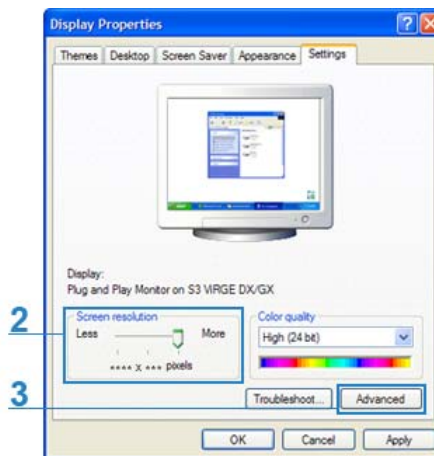 Display Properties
Themes Desktop Screen Saver Appearance Settings
Display:
Plug and Play Monitor on S3 VIRGE DX/GX
2
Screen resolution
Less More
**** x *** pixels
Color quality
High (24 bit)
3
Troubleshoot... Advanced
OK Cancel Apply